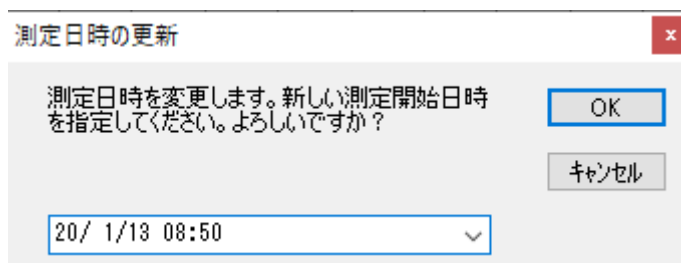 測定日時の更新
x
測定日時を変更します。新しい測定開始日時
を指定してください。よろしいですか？
OK
キャンセル
20/ 1/13 08:50